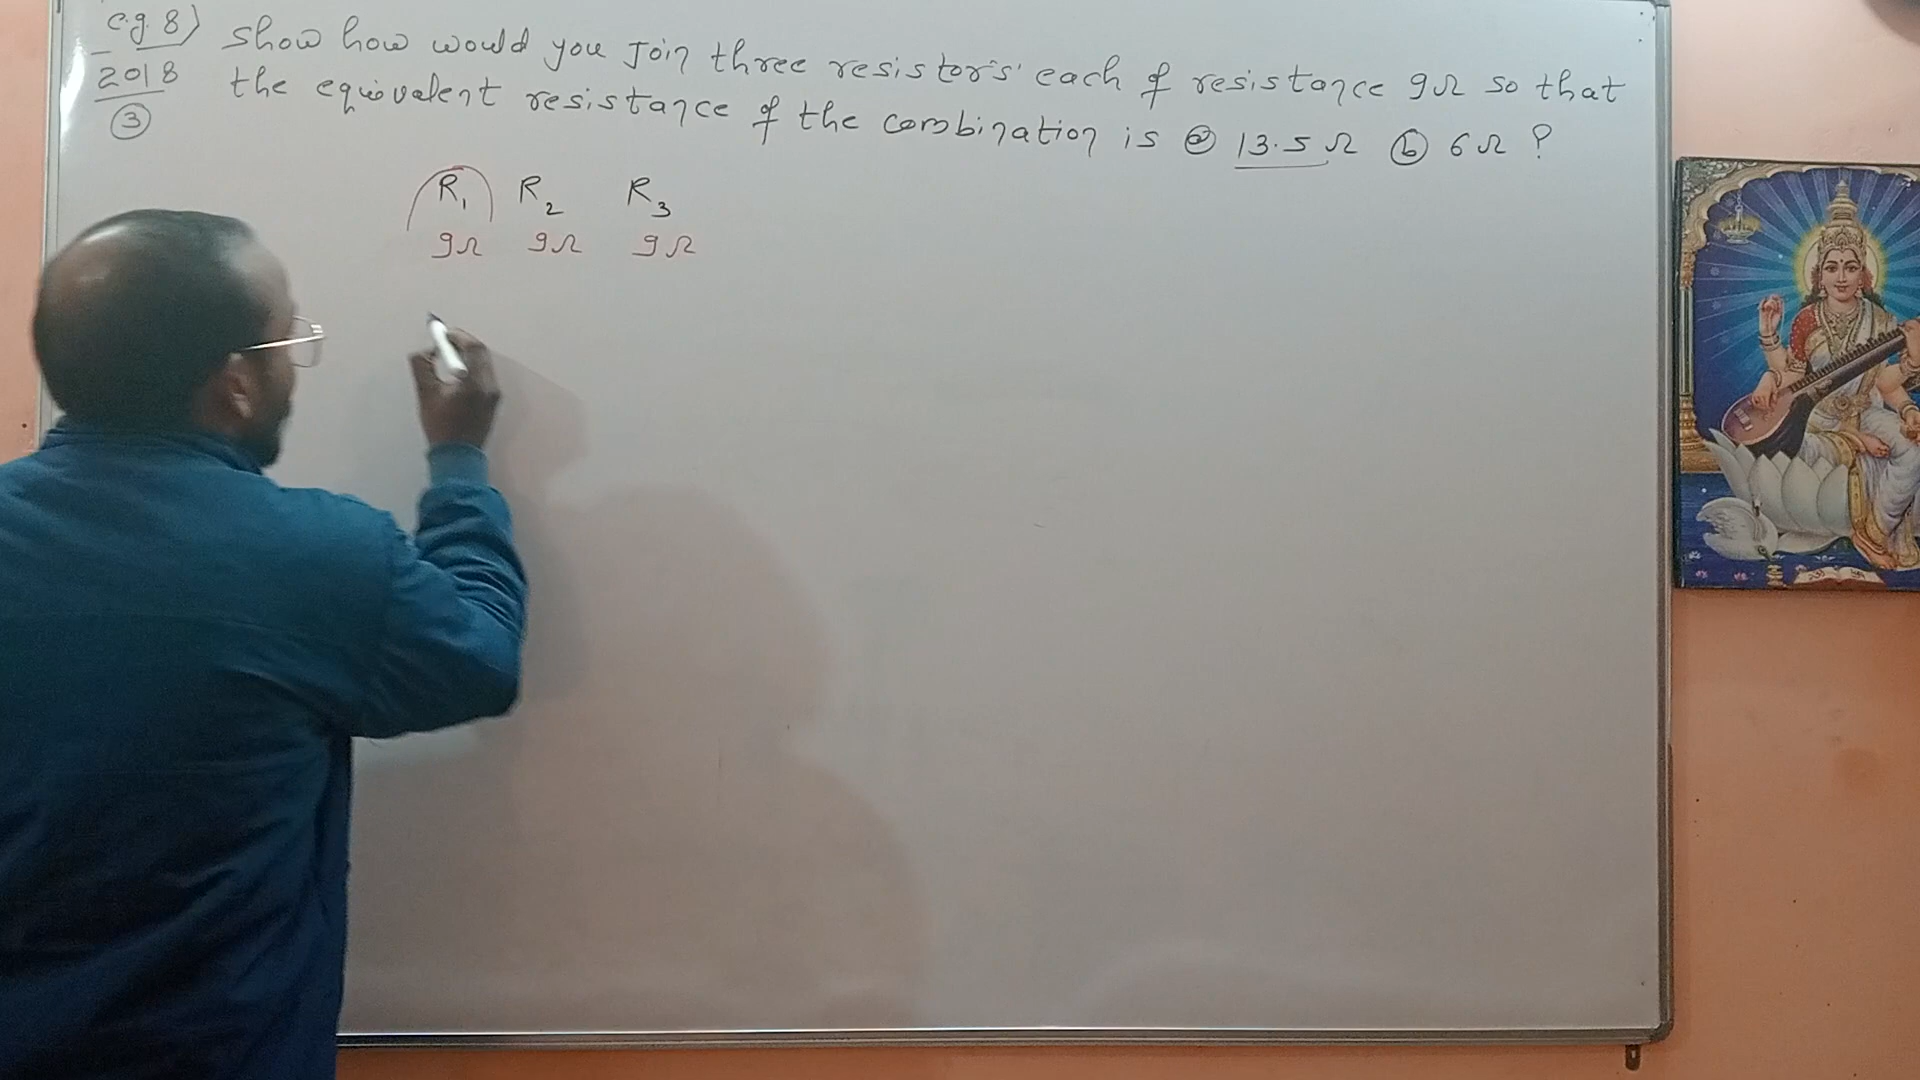 e.g. 8) Show how would you Join three resistors' each of resistance 9Ω so that
2018 the equivalent resistance of the combination is ⓐ 13.5 Ω ⓑ 6Ω ?
③
R₁ R₂ R₃
9Ω 9Ω 9Ω